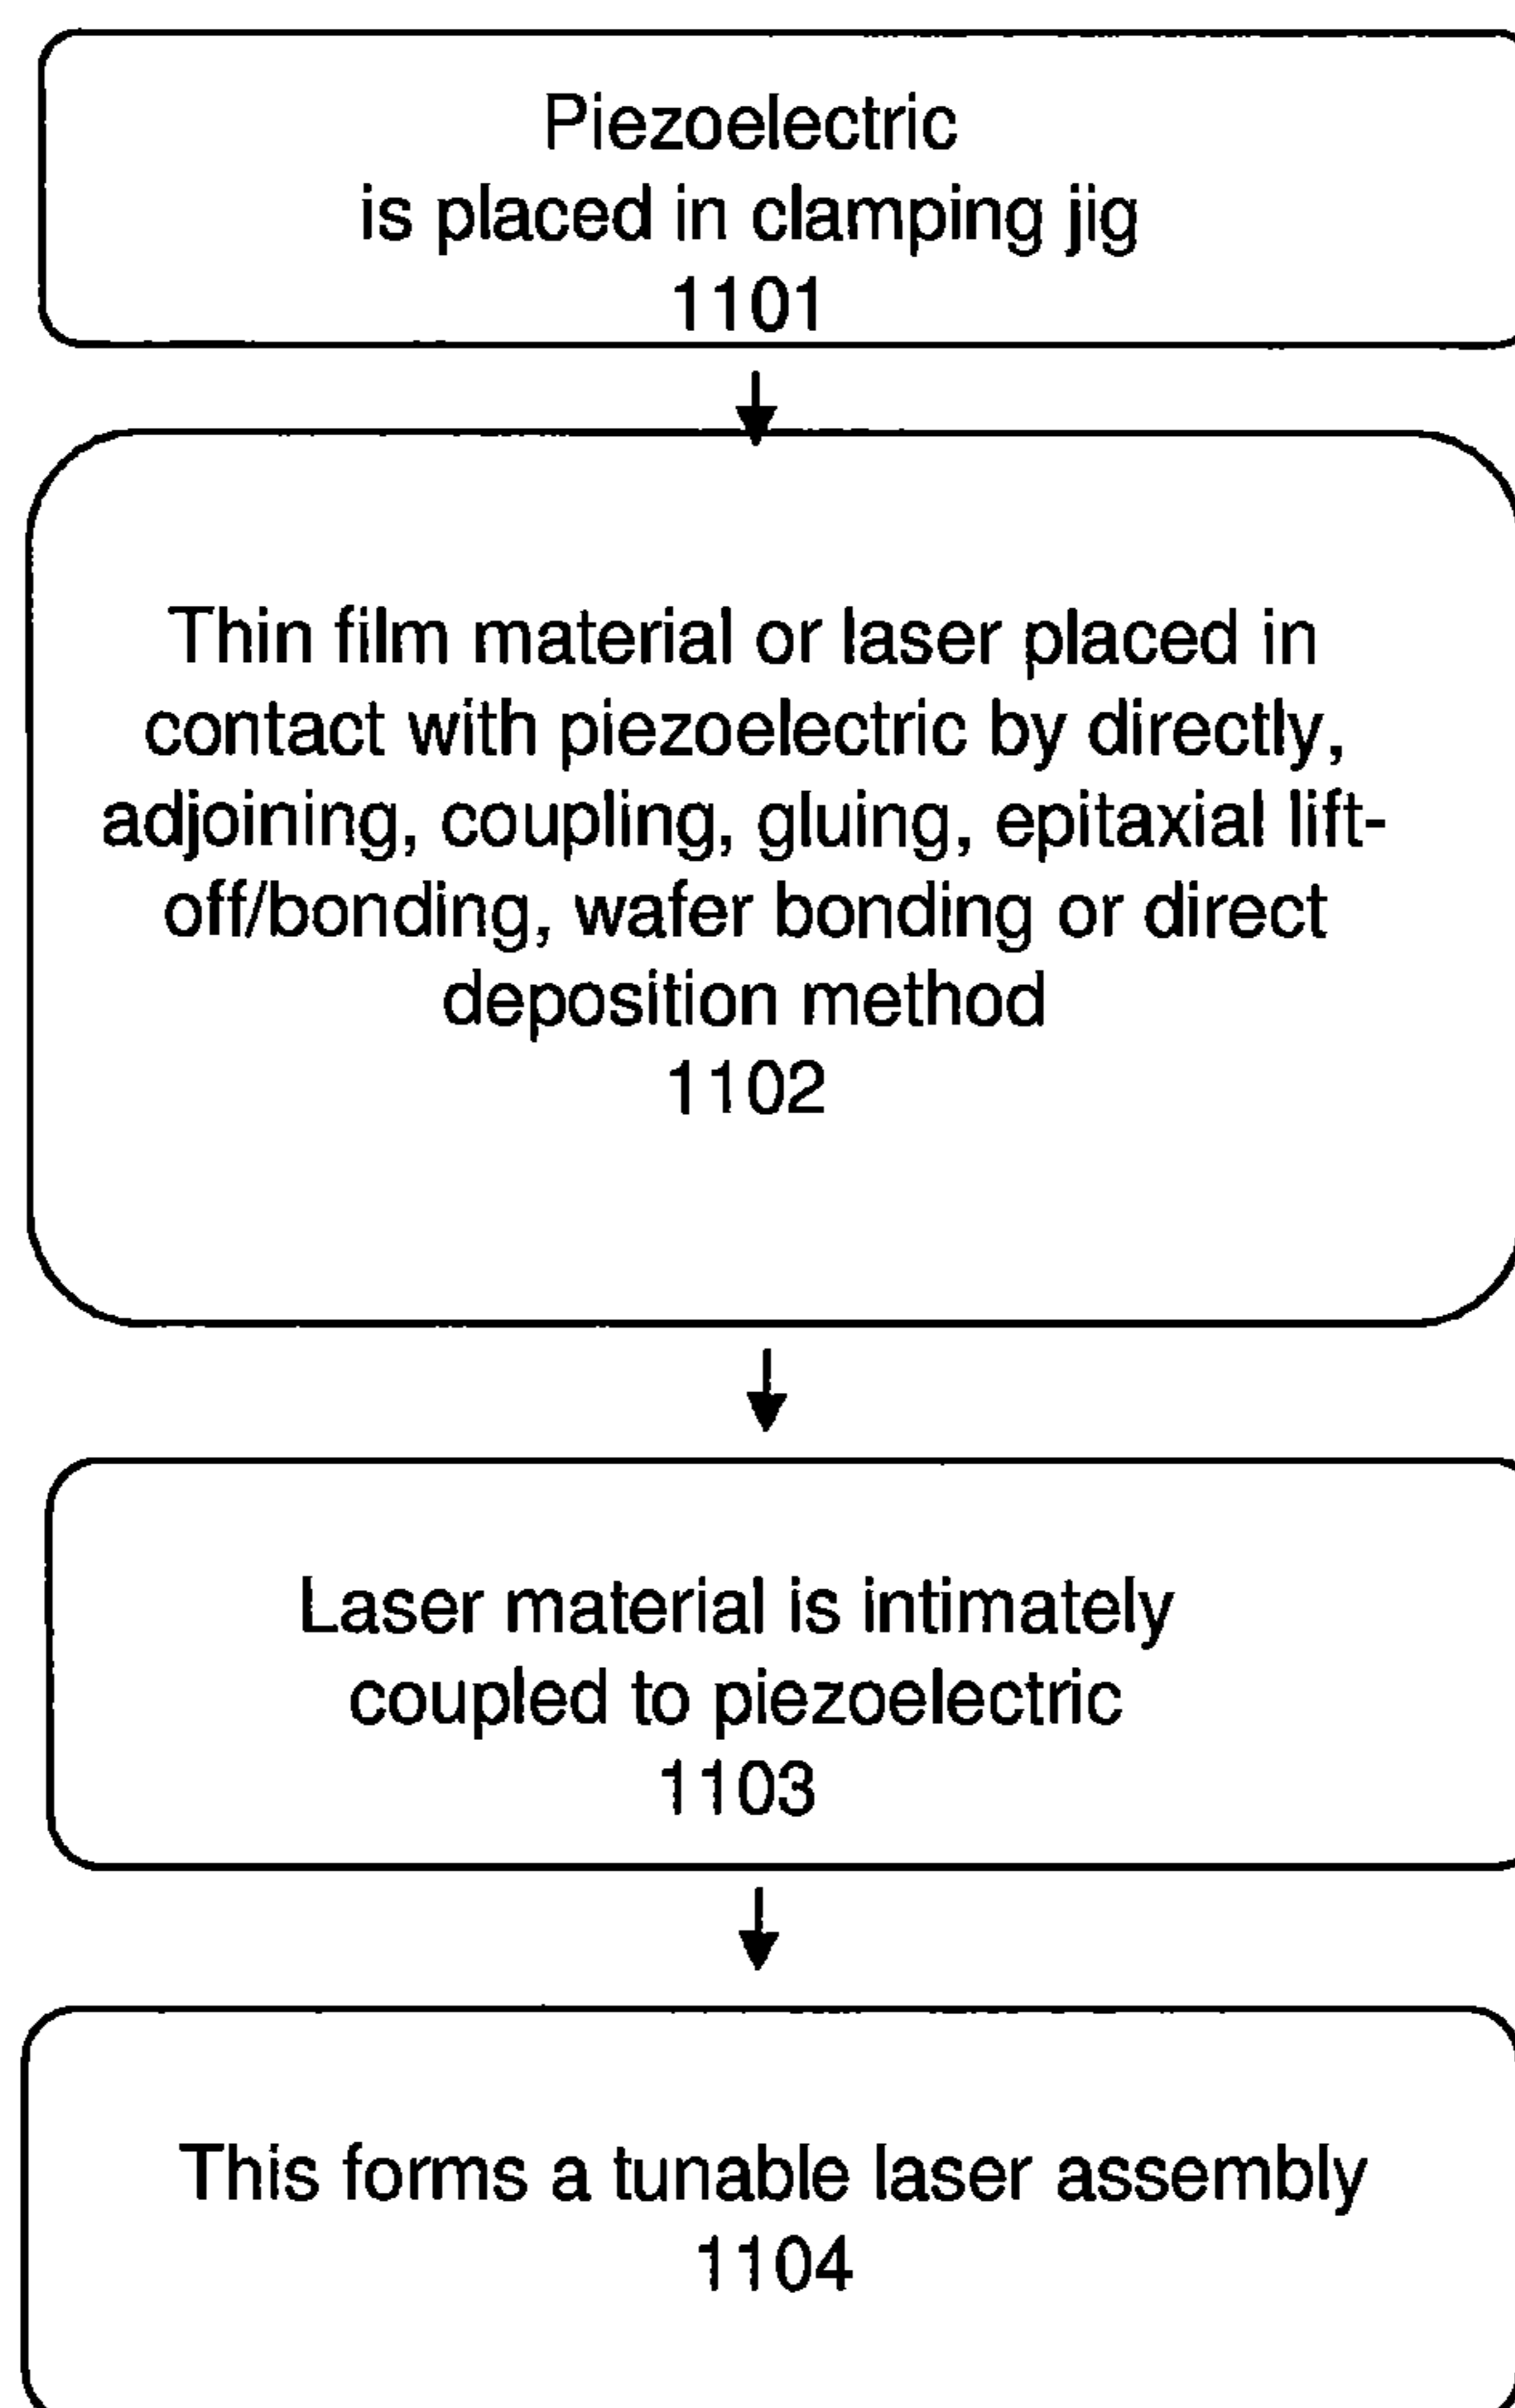 Piezoelectric
is placed in clamping jig
1101
Thin film material or laser placed in
contact with piezoelectric by directly,
adjoining, coupling, gluing, epitaxial lift-
off/bonding, wafer bonding or direct
deposition method
1102
Laser material is intimately
coupled to piezoelectric
1103
This forms a tunable laser assembly
1104